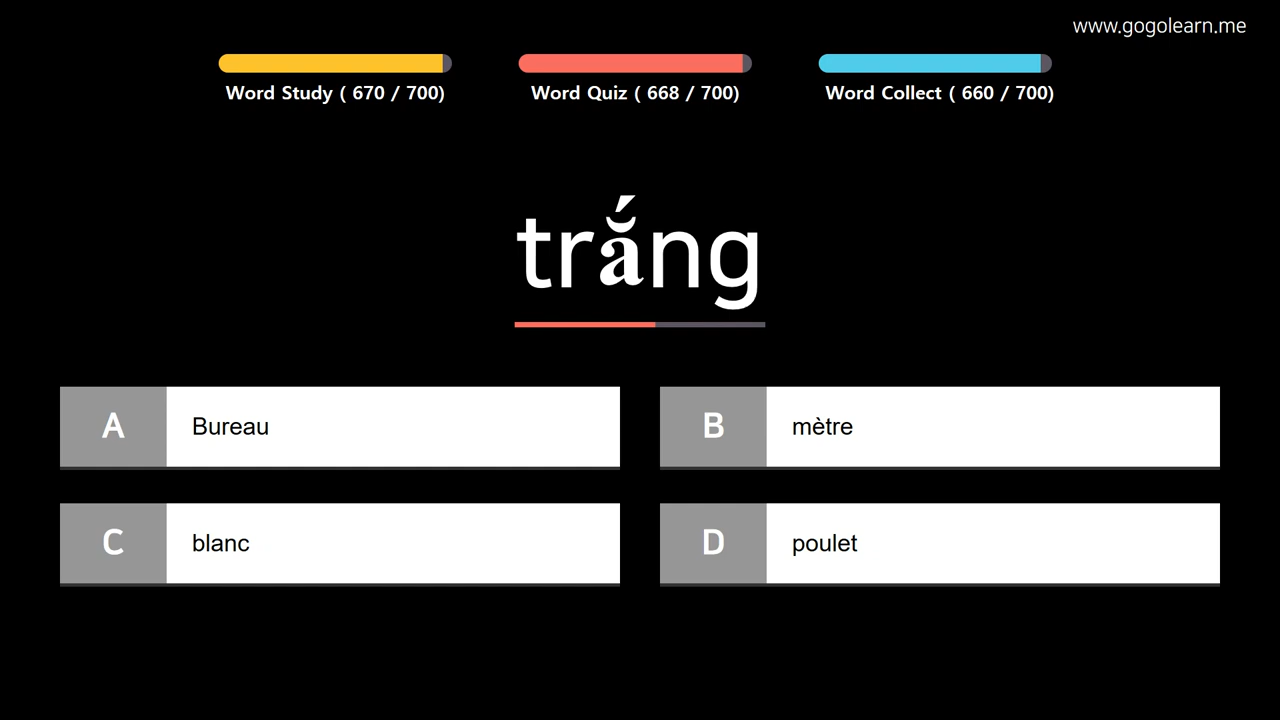 www.gogolearn.me
Word Study ( 670 / 700)
Word Quiz ( 668 / 700)
Word Collect ( 660 / 700)
trắng
A Bureau
B mètre
C blanc
D poulet